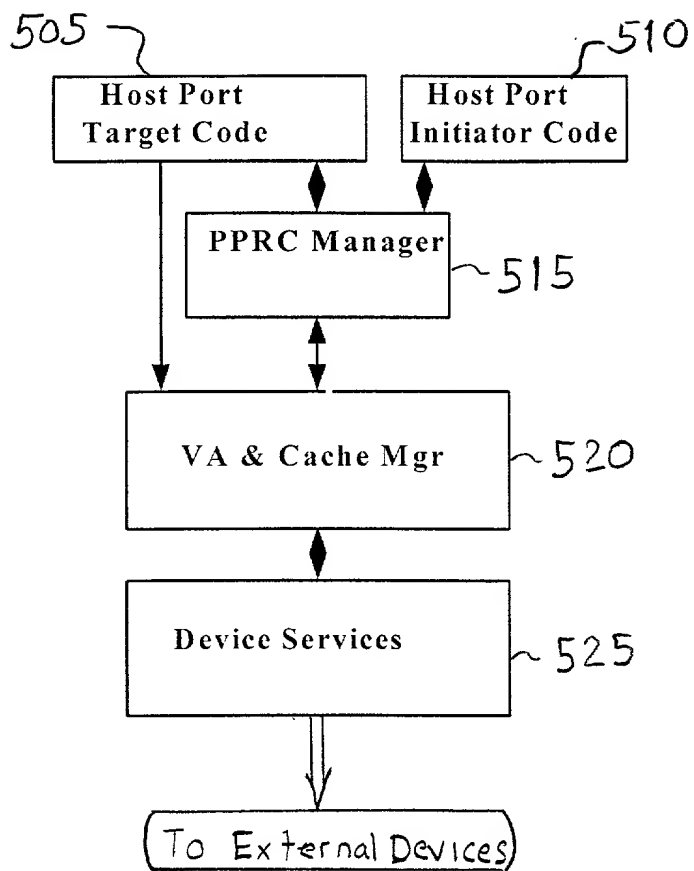 505
510
Host Port
Target Code
Host Port
Initiator Code
PPRC Manager
515
VA & Cache Mgr
520
Device Services
525
To External Devices